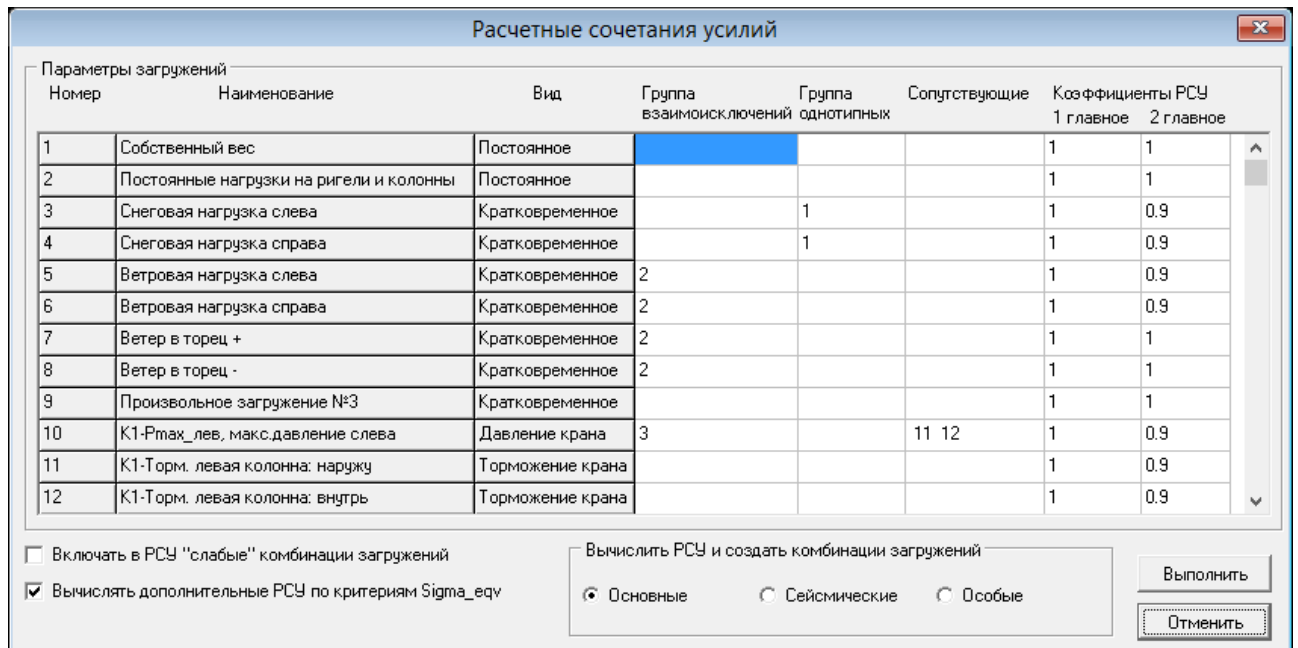 Расчетные сочетания усилий
Параметры загружений
Номер Наименование Вид Группа взаимоисключений Группа однотипных Сопутствующие Коэффициенты РСУ
1 главное 2 главное
1 Собственный вес Постоянное 1 1
2 Постоянные нагрузки на ригели и колонны Постоянное 1 1
3 Снеговая нагрузка слева Кратковременное 1 1 0.9
4 Снеговая нагрузка справа Кратковременное 1 1 0.9
5 Ветровая нагрузка слева Кратковременное 2 1 0.9
6 Ветровая нагрузка справа Кратковременное 2 1 0.9
7 Ветер в торец + Кратковременное 2 1 1
8 Ветер в торец - Кратковременное 2 1 1
9 Произвольное загружение №3 Кратковременное 1 1
10 К1-Pmax_лев, макс.давление слева Давление крана 3 11 12 1 0.9
11 К1-Торм. левая колонна: наружу Торможение крана 1 0.9
12 К1-Торм. левая колонна: внутрь Торможение крана 1 0.9
Включать в РСУ "слабые" комбинации загружений
Вычислять дополнительные РСУ по критериям Sigma_eqv
Вычислить РСУ и создать комбинации загружений
Основные Сейсмические Особые
Выполнить
Отменить